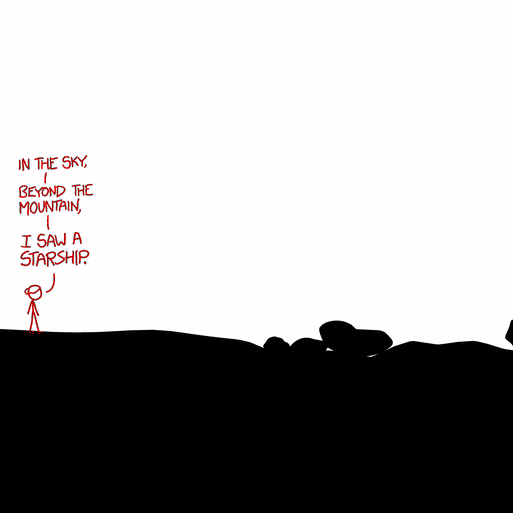 IN THE SKY,
BEYOND THE
MOUNTAIN,
I SAW A
STARSHIP.